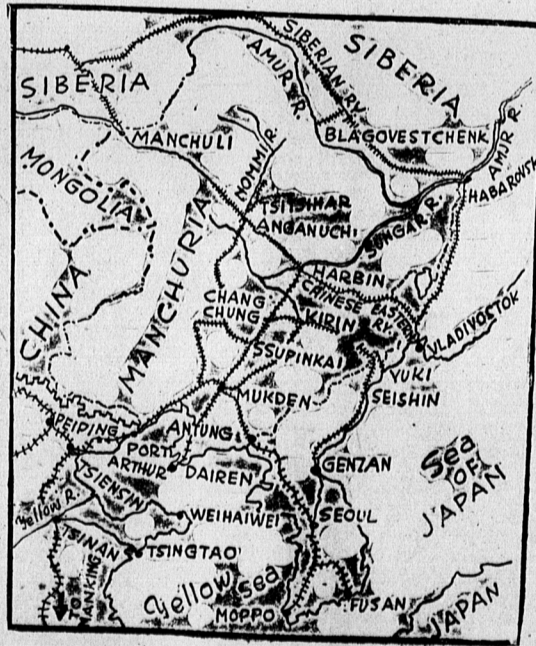 SIBERIA
SIBERIAN RY.
SIBERIA
AMUR R.
BLAGOVESTCHENK
AMUR R.
HABAROVSK
MANCHULI
NOMMI R.
MONGOLIA
TSITSIHAR
ANGANUCHI
SUNGARI R.
MANCHURIA
HARBIN
CHINESE EASTERN RY.
CHINA
CHANG
CHUNG
KIRIN
VLADIVOSTOK
SSUPINKAI
YUKI
MUKDEN
SEISHIN
PEIPING
ANTUNG
PORT
ARTHUR
DAIREN
GENZAN
Sea
OF
JAPAN
TSIENSIN
Yellow R.
WEIHAIWEI
SEOUL
TSINAN
TSINGTAO
TO
NANKING
Yellow Sea
MOPPO
FUSAN
JAPAN